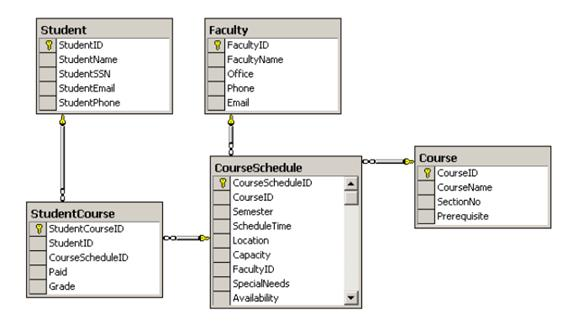 Student
StudentID
StudentName
StudentSSN
StudentEmail
StudentPhone
Faculty
FacultyID
FacultyName
Office
Phone
Email
CourseSchedule
CourseScheduleID
CourseID
Semester
ScheduleTime
Location
Capacity
FacultyID
SpecialNeeds
Availability
Course
CourseID
CourseName
SectionNo
Prerequisite
StudentCourse
StudentCourseID
StudentID
CourseScheduleID
Paid
Grade